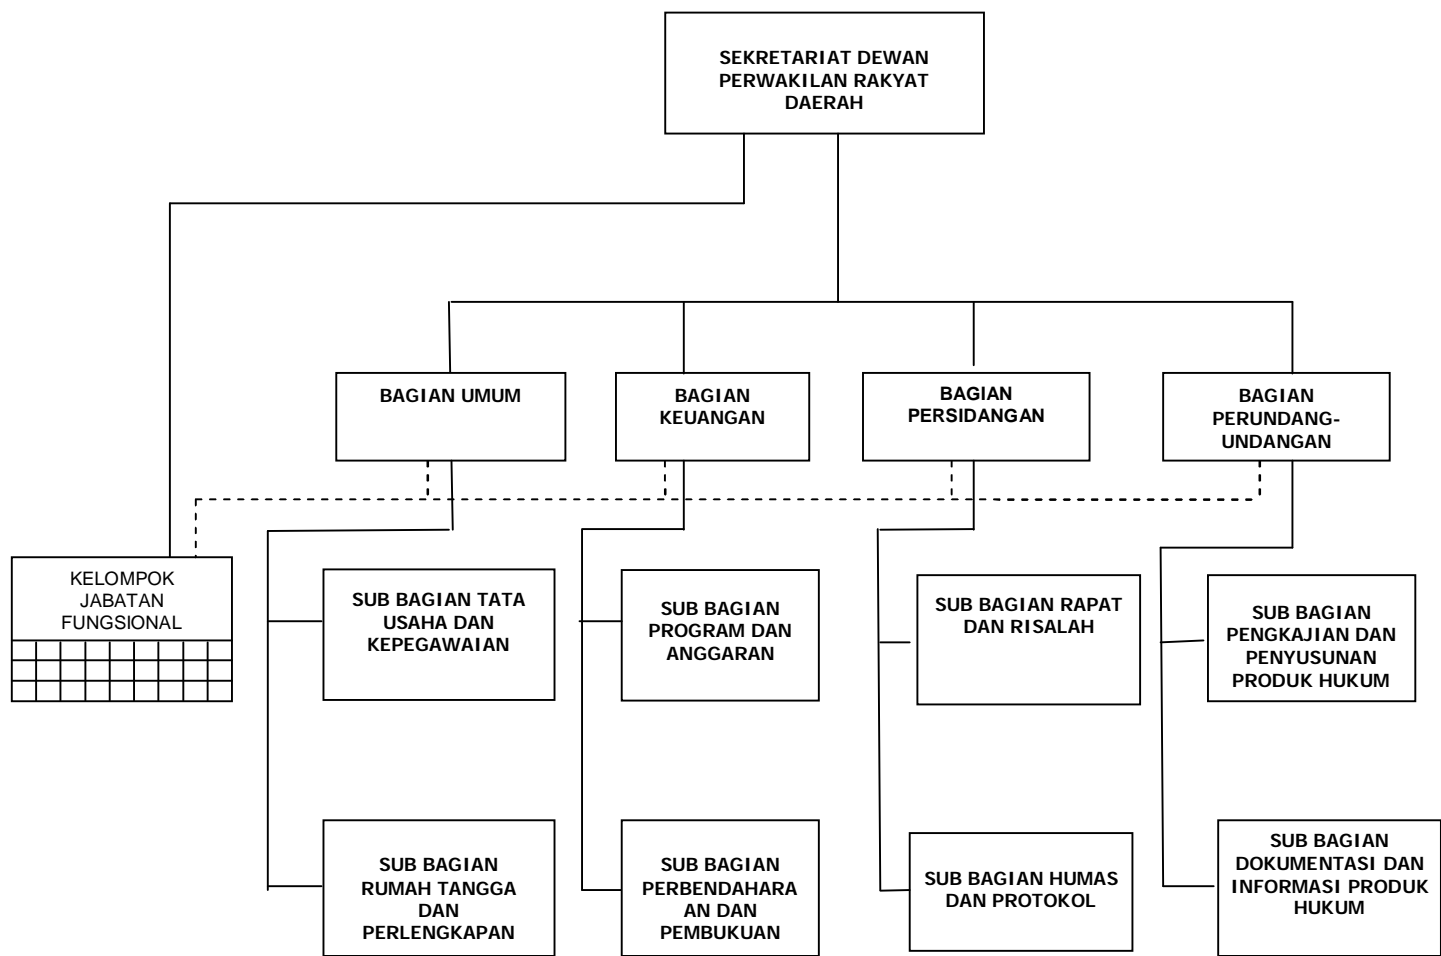 SEKRETARIAT DEWAN
PERWAKILAN RAKYAT
DAERAH
BAGIAN UMUM
BAGIAN
KEUANGAN
BAGIAN
PERSIDANGAN
BAGIAN
PERUNDANG-
UNDANGAN
KELOMPOK
JABATAN
FUNGSIONAL
SUB BAGIAN TATA
USAHA DAN
KEPEGAWAIAN
SUB BAGIAN
PROGRAM DAN
ANGGARAN
SUB BAGIAN RAPAT
DAN RISALAH
SUB BAGIAN
PENGKAJIAN DAN
PENYUSUNAN
PRODUK HUKUM
SUB BAGIAN
RUMAH TANGGA
DAN
PERLENGKAPAN
SUB BAGIAN
PERBENDAHARA
AN DAN
PEMBUKUAN
SUB BAGIAN HUMAS
DAN PROTOKOL
SUB BAGIAN
DOKUMENTASI DAN
INFORMASI PRODUK
HUKUM